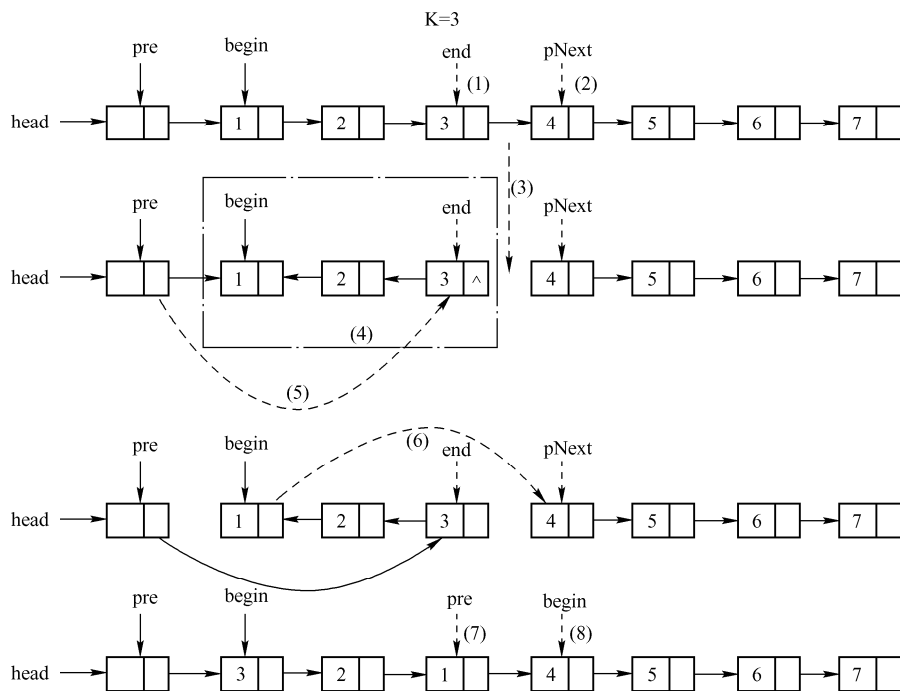 K=3
pre begin end pNext
(1) (2)
head 1 2 3 4 5 6 7
(3)
pre begin end pNext
head 1 2 3 ^ 4 5 6 7
(4)
(5)
(6)
pre begin end pNext
head 1 2 3 4 5 6 7
pre begin pre begin
(7) (8)
head 3 2 1 4 5 6 7